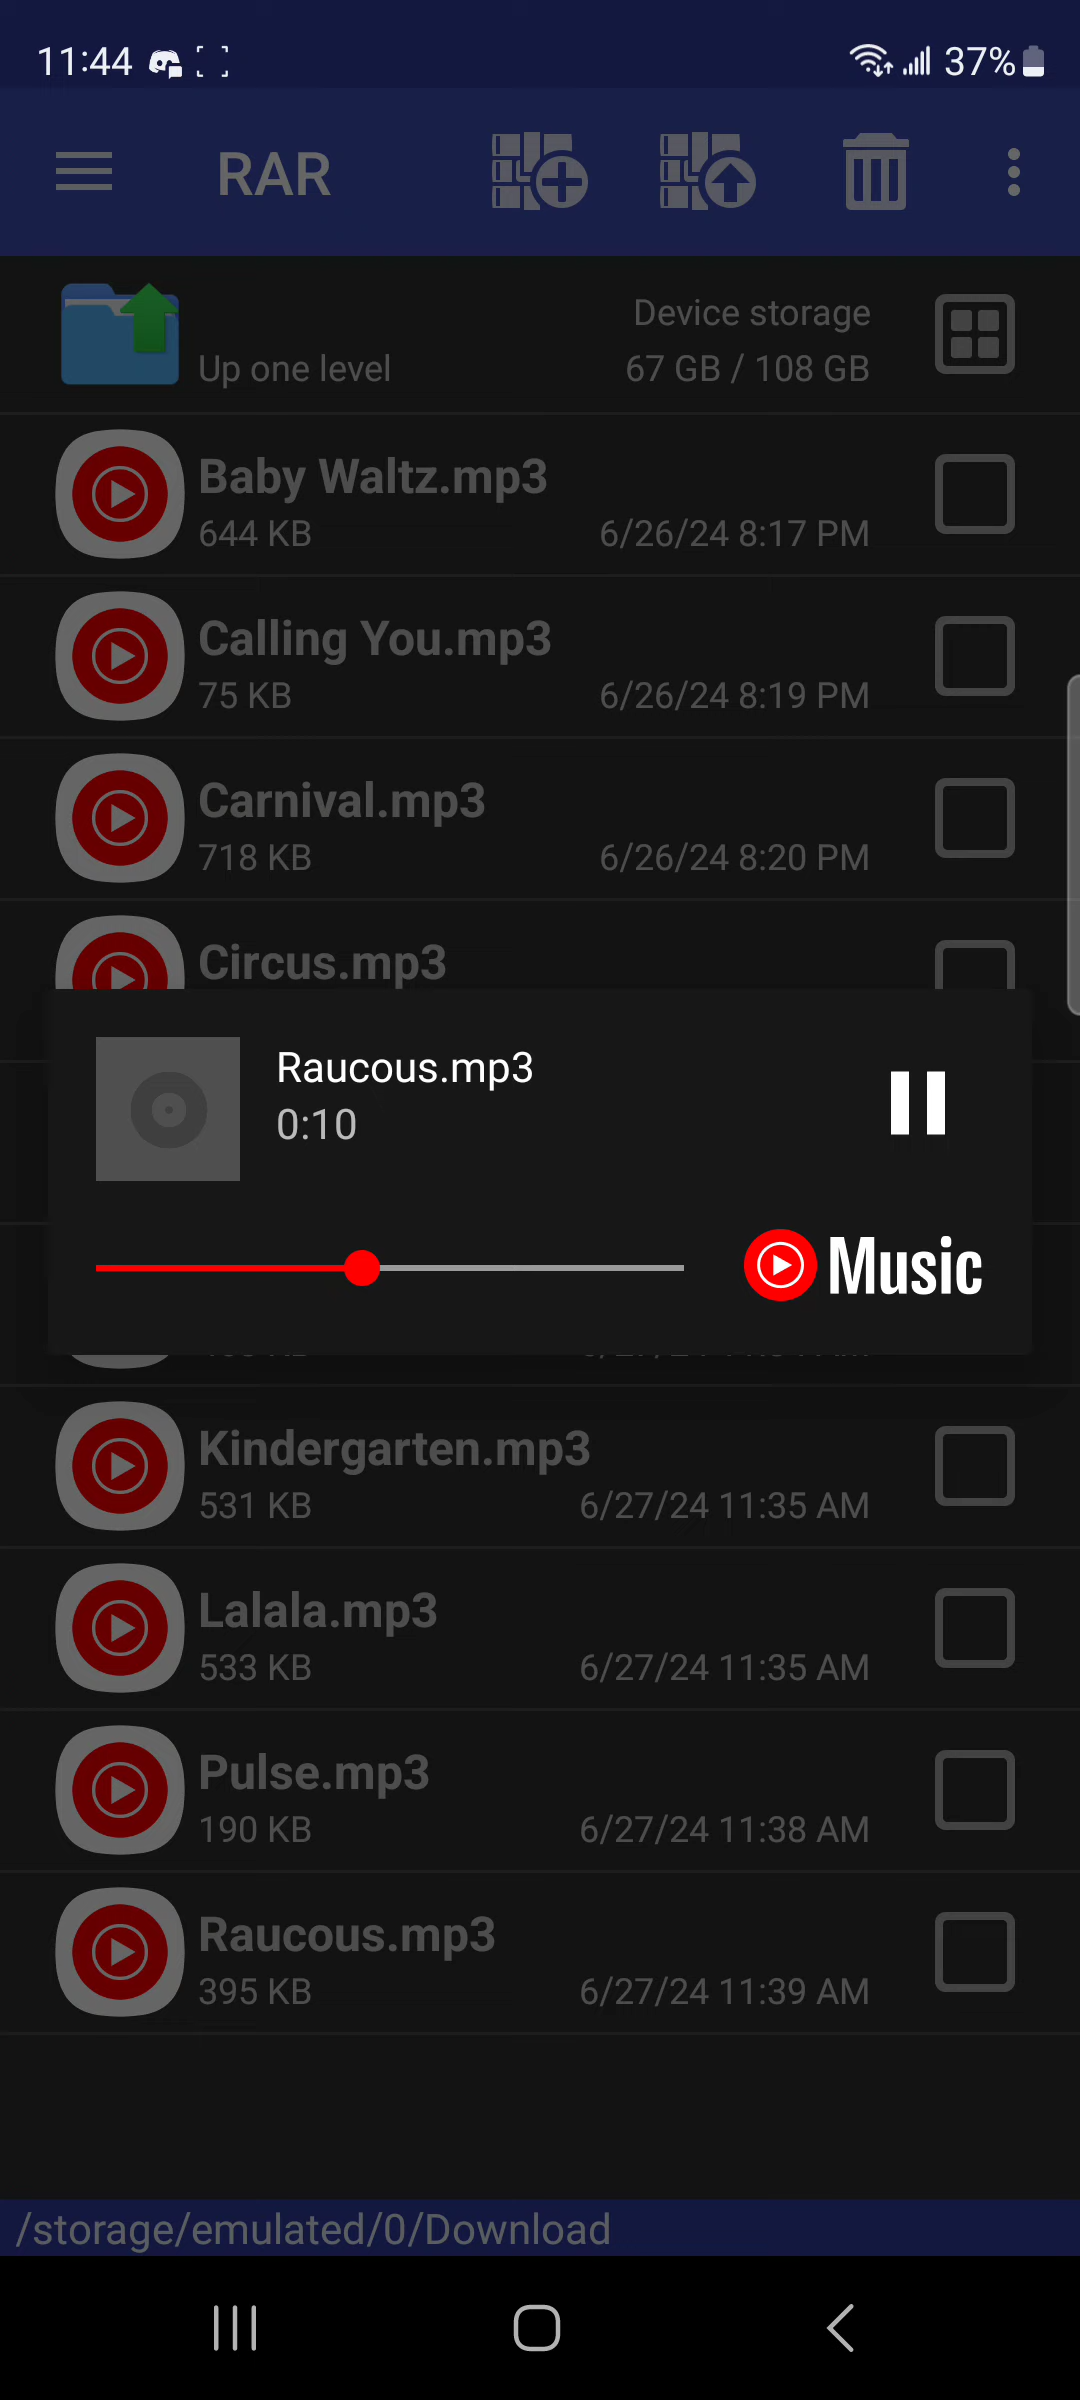 11:44
37%
RAR
Device storage
Up one level
67 GB / 108 GB
Baby Waltz.mp3
644 KB
6/26/24 8:17 PM
Calling You.mp3
75 KB
6/26/24 8:19 PM
Carnival.mp3
718 KB
6/26/24 8:20 PM
Circus.mp3
Raucous.mp3
0:10
Music
Kindergarten.mp3
531 KB
6/27/24 11:35 AM
Lalala.mp3
533 KB
6/27/24 11:35 AM
Pulse.mp3
190 KB
6/27/24 11:38 AM
Raucous.mp3
395 KB
6/27/24 11:39 AM
/storage/emulated/0/Download